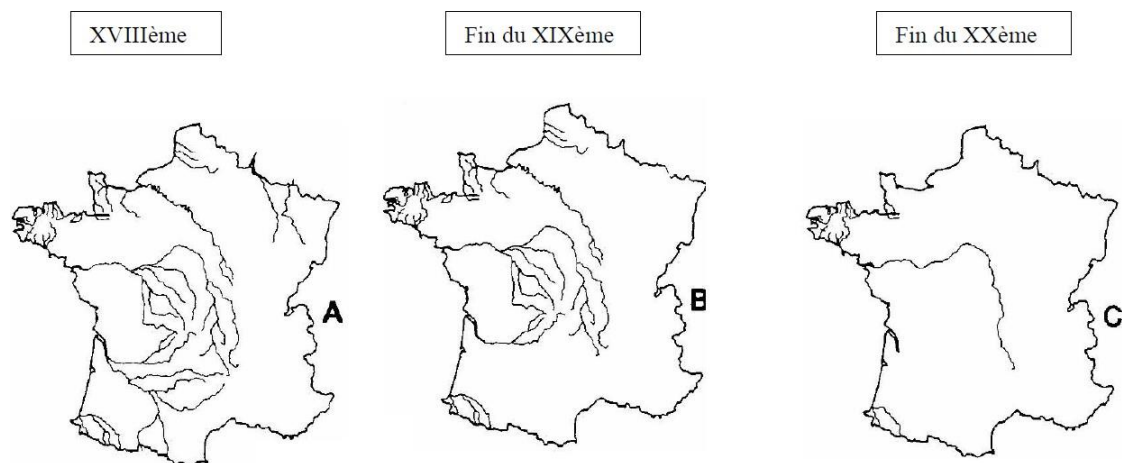 XVIIIème
Fin du XIXème
Fin du XXème
A
B
C